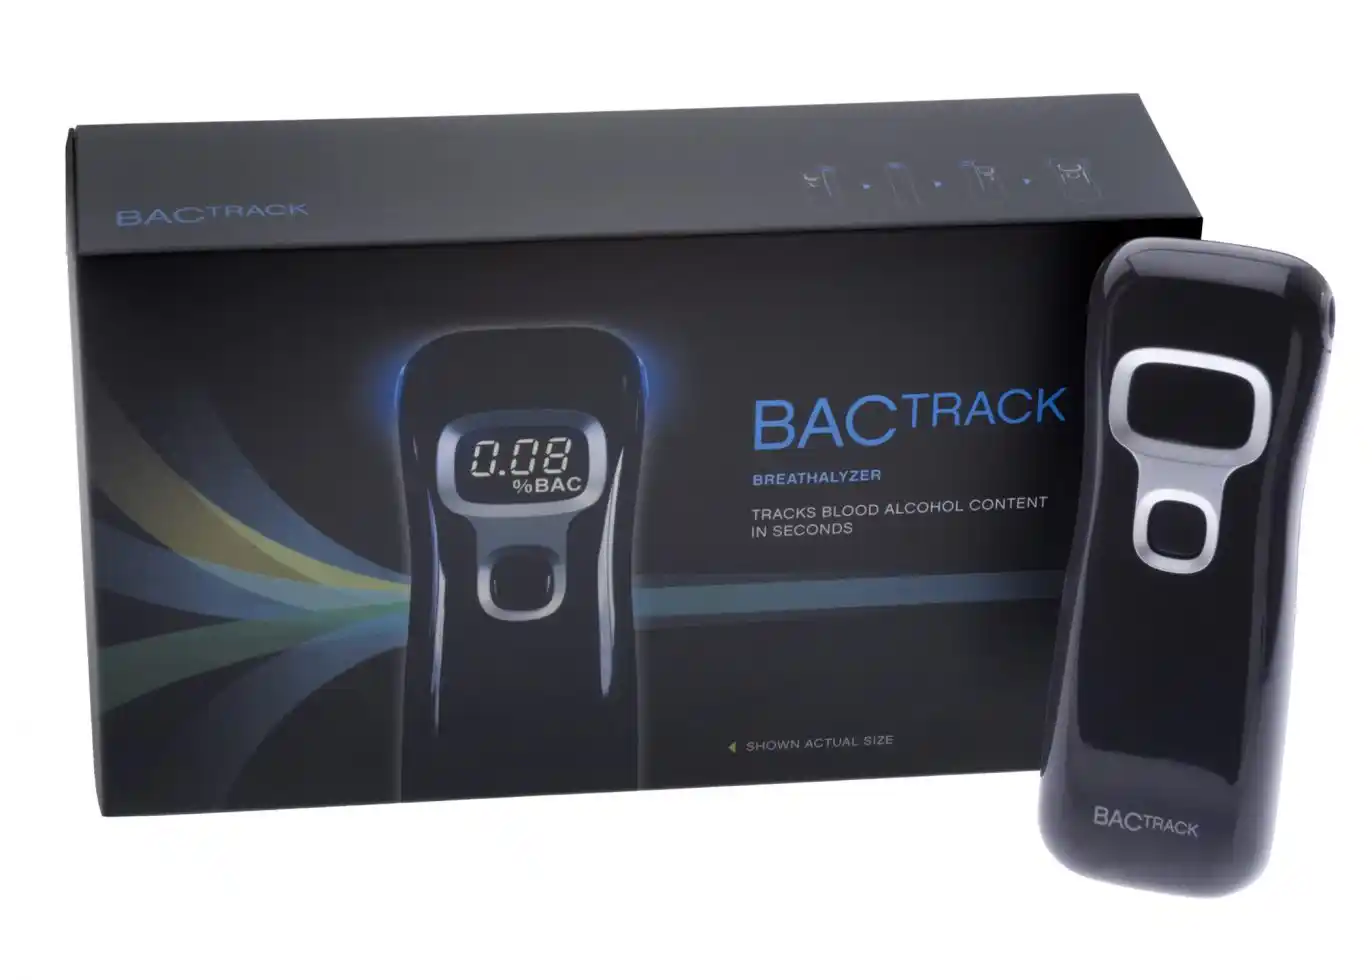 BACTRACK
0.08
%BAC
BACTRACK
BREATHALYZER
TRACKS BLOOD ALCOHOL CONTENT
IN SECONDS
SHOWN ACTUAL SIZE
BACTRACK